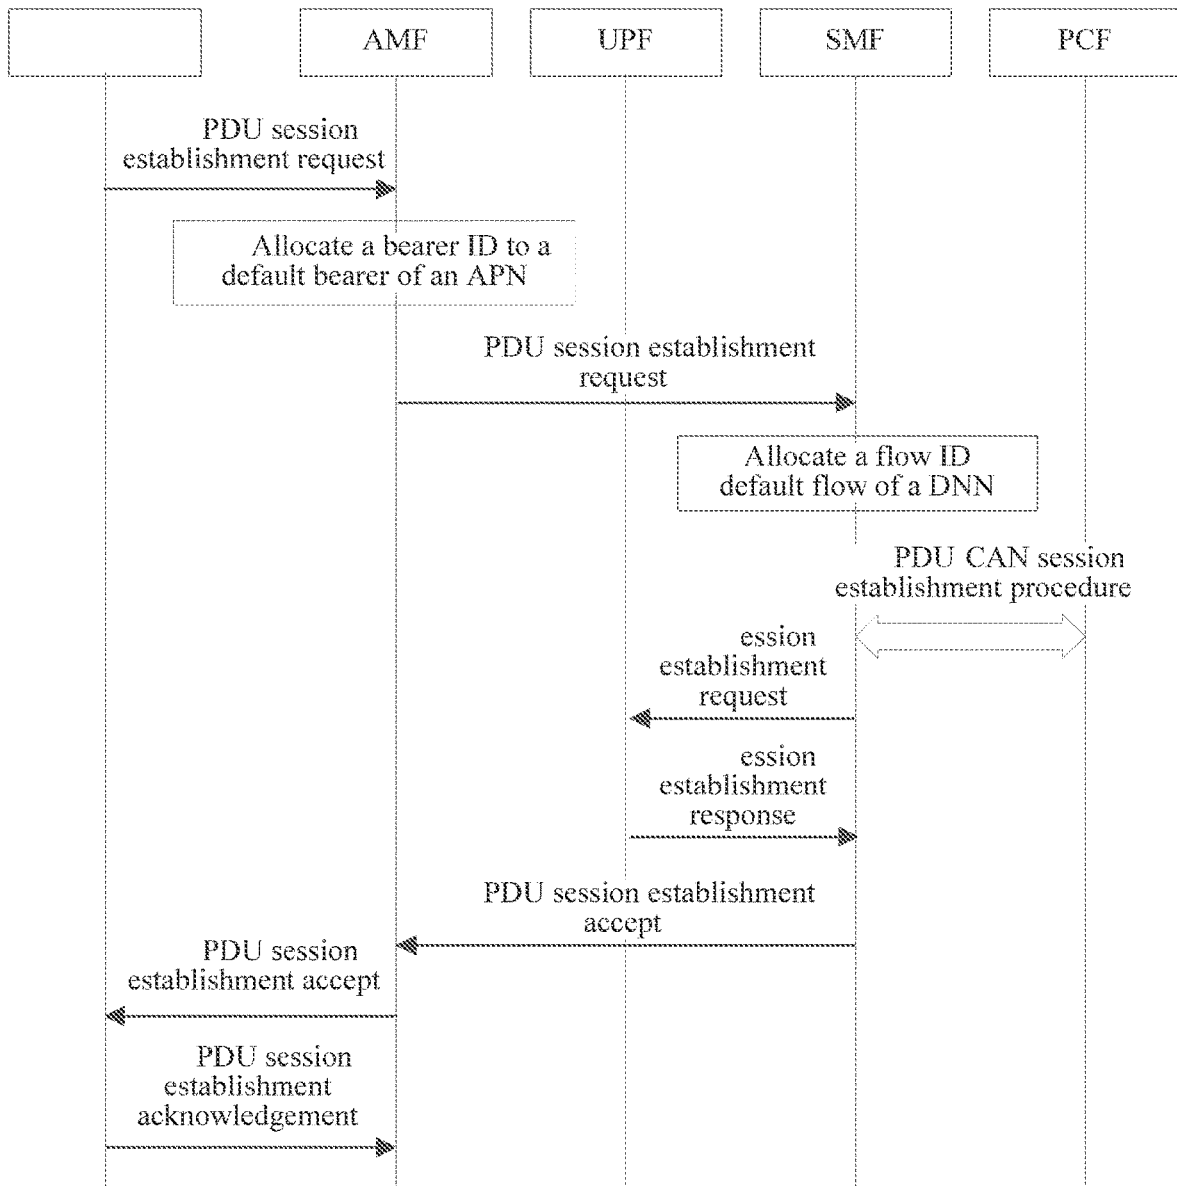 AMF
UPF
SMF
PCF
PDU session
establishment request
Allocate a bearer ID to a
default bearer of an APN
PDU session establishment
request
Allocate a flow ID
default flow of a DNN
PDU CAN session
establishment procedure
ession
establishment
request
ession
establishment
response
PDU session establishment
accept
PDU session
establishment accept
PDU session
establishment
acknowledgement